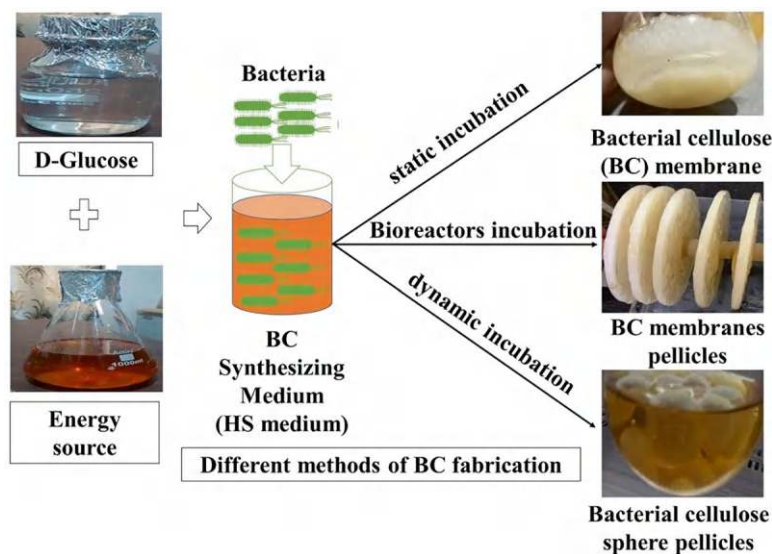 D-Glucose
Energy
source
Bacteria
BC
Synthesizing
Medium
(HS medium)
static incubation
Bioreactors incubation
dynamic incubation
Bacterial cellulose
(BC) membrane
BC membranes
pellicles
Bacterial cellulose
sphere pellicles
Different methods of BC fabrication
1000ml